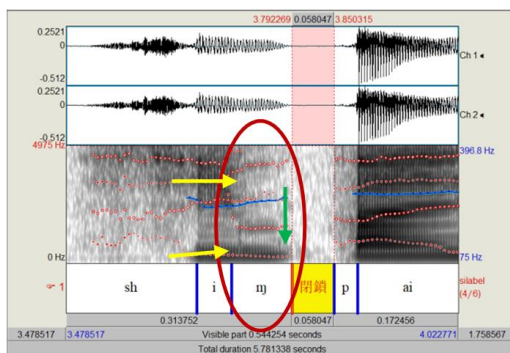 3.792269 0.058047 3.850315
0.2521
0
-0.512
Ch 1
0.2521
0
-0.512
Ch 2
4975 Hz
396.8 Hz
0 Hz
75 Hz
1 sh i ɱ 閉鎖 p ai
silabel
(4/6)
0.313752 0.058047 0.172456
3.478517 3.478517 Visible part 0.544254 seconds 4.022771 1.758567
Total duration 5.781338 seconds